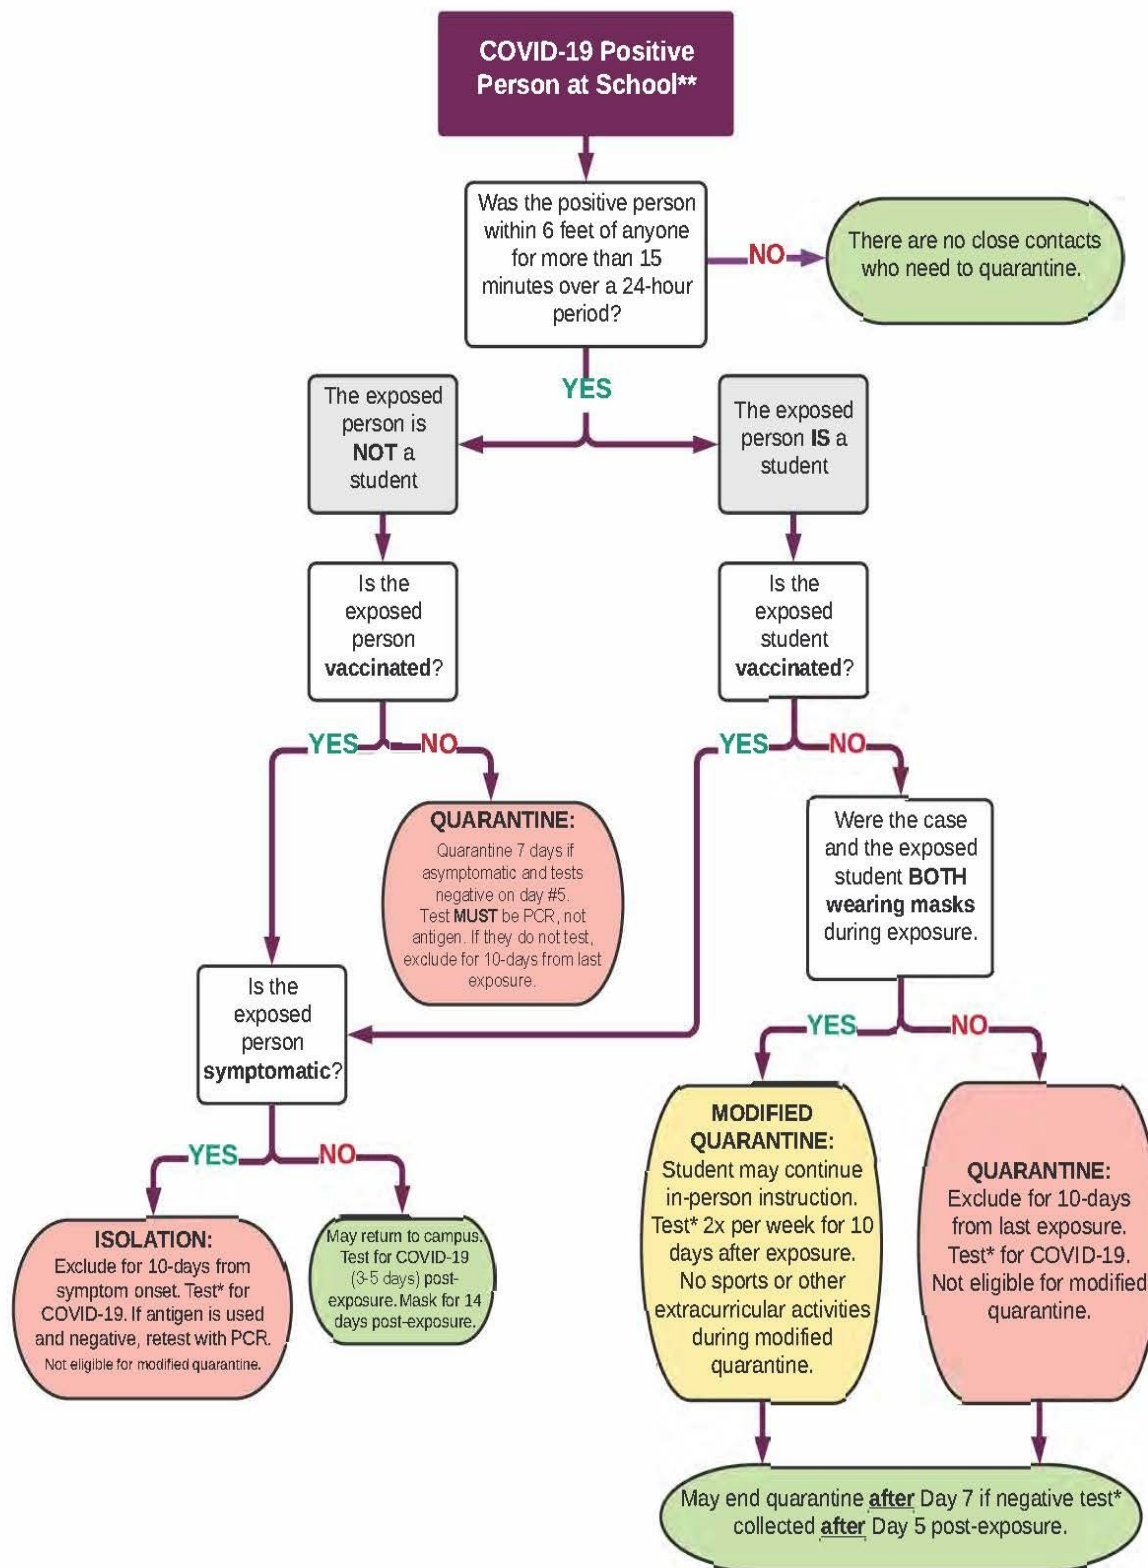 COVID-19 Positive
Person at School**
Was the positive person
within 6 feet of anyone
for more than 15
minutes over a 24-hour
period?
NO
There are no close contacts
who need to quarantine.
YES
The exposed
person is
NOT a
student
The exposed
person IS a
student
Is the
exposed
person
vaccinated?
Is the
exposed
student
vaccinated?
YES
NO
YES
NO
QUARANTINE:
Quarantine 7 days if
asymptomatic and tests
negative on day #5.
Test MUST be PCR, not
antigen. If they do not test,
exclude for 10-days from last
exposure.
Were the case
and the exposed
student BOTH
wearing masks
during exposure.
Is the
exposed
person
symptomatic?
YES
NO
YES
NO
ISOLATION:
Exclude for 10-days from
symptom onset. Test* for
COVID-19. If antigen is used
and negative, retest with PCR.
Not eligible for modified quarantine.
May return to campus.
Test for COVID-19
(3-5 days) post-
exposure. Mask for 14
days post-exposure.
MODIFIED
QUARANTINE:
Student may continue
in-person instruction.
Test* 2x per week for 10
days after exposure.
No sports or other
extracurricular activities
during modified
quarantine.
QUARANTINE:
Exclude for 10-days
from last exposure.
Test* for COVID-19.
Not eligible for modified
quarantine.
May end quarantine after Day 7 if negative test*
collected after Day 5 post-exposure.